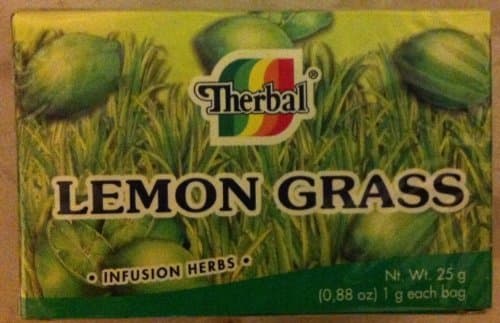 Therbal®
LEMON GRASS
• INFUSION HERBS •
Nt. Wt. 25 g
(0,88 oz) 1 g each bag